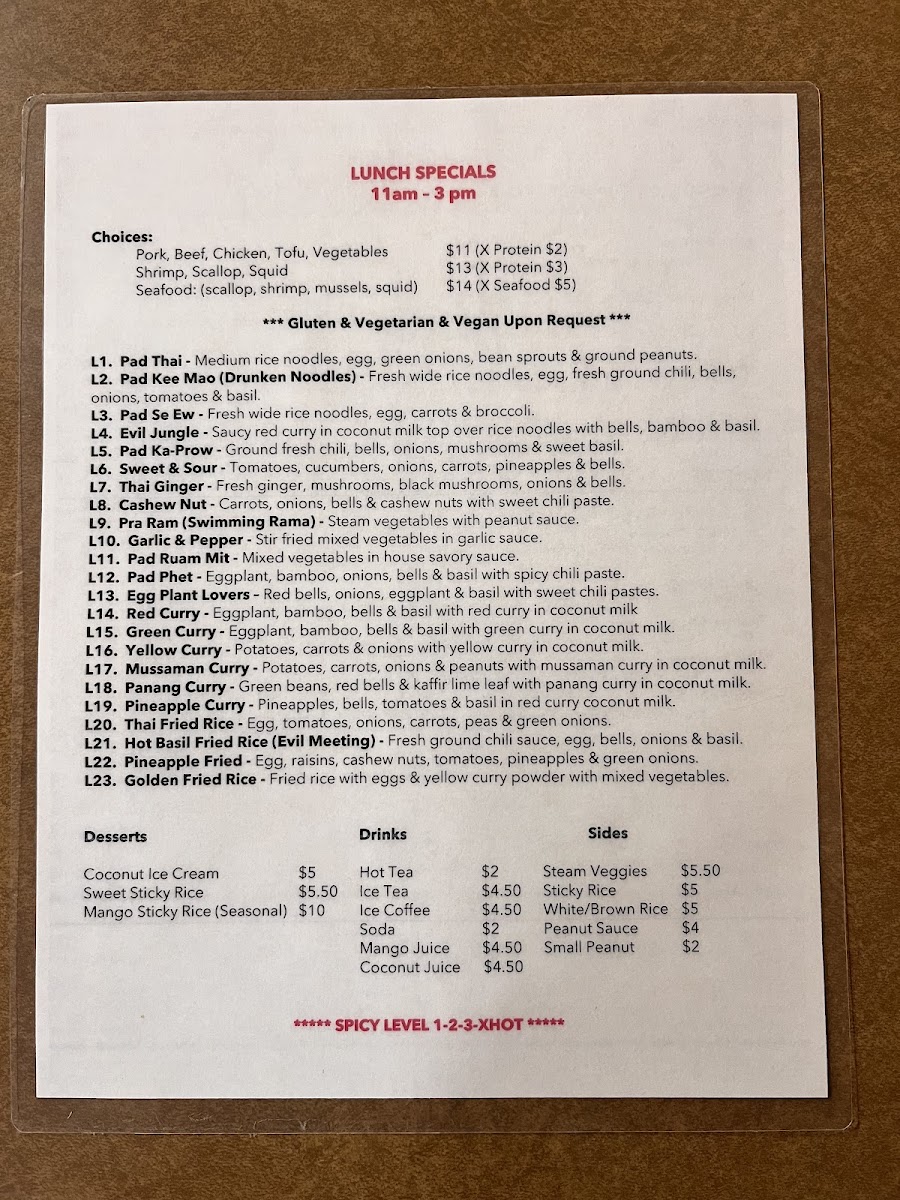 LUNCH SPECIALS
11am – 3 pm
Choices:
Pork, Beef, Chicken, Tofu, Vegetables $11 (X Protein $2)
Shrimp, Scallop, Squid $13 (X Protein $3)
Seafood: (scallop, shrimp, mussels, squid) $14 (X Seafood $5)
*** Gluten & Vegetarian & Vegan Upon Request ***
L1. Pad Thai - Medium rice noodles, egg, green onions, bean sprouts & ground peanuts.
L2. Pad Kee Mao (Drunken Noodles) - Fresh wide rice noodles, egg, fresh ground chili, bells,
onions, tomatoes & basil.
L3. Pad Se Ew - Fresh wide rice noodles, egg, carrots & broccoli.
L4. Evil Jungle - Saucy red curry in coconut milk top over rice noodles with bells, bamboo & basil.
L5. Pad Ka-Prow - Ground fresh chili, bells, onions, mushrooms & sweet basil.
L6. Sweet & Sour - Tomatoes, cucumbers, onions, carrots, pineapples & bells.
L7. Thai Ginger - Fresh ginger, mushrooms, black mushrooms, onions & bells.
L8. Cashew Nut - Carrots, onions, bells & cashew nuts with sweet chili paste.
L9. Pra Ram (Swimming Rama) - Steam vegetables with peanut sauce.
L10. Garlic & Pepper - Stir fried mixed vegetables in garlic sauce.
L11. Pad Ruam Mit - Mixed vegetables in house savory sauce.
L12. Pad Phet - Eggplant, bamboo, onions, bells & basil with spicy chili paste.
L13. Egg Plant Lovers – Red bells, onions, eggplant & basil with sweet chili pastes.
L14. Red Curry - Eggplant, bamboo, bells & basil with red curry in coconut milk
L15. Green Curry - Eggplant, bamboo, bells & basil with green curry in coconut milk.
L16. Yellow Curry - Potatoes, carrots & onions with yellow curry in coconut milk.
L17. Mussaman Curry - Potatoes, carrots, onions & peanuts with mussaman curry in coconut milk.
L18. Panang Curry - Green beans, red bells & kaffir lime leaf with panang curry in coconut milk.
L19. Pineapple Curry - Pineapples, bells, tomatoes & basil in red curry coconut milk.
L20. Thai Fried Rice - Egg, tomatoes, onions, carrots, peas & green onions.
L21. Hot Basil Fried Rice (Evil Meeting) - Fresh ground chili sauce, egg, bells, onions & basil.
L22. Pineapple Fried - Egg, raisins, cashew nuts, tomatoes, pineapples & green onions.
L23. Golden Fried Rice - Fried rice with eggs & yellow curry powder with mixed vegetables.
Desserts Drinks Sides
Coconut Ice Cream $5 Hot Tea $2 Steam Veggies $5.50
Sweet Sticky Rice $5.50 Ice Tea $4.50 Sticky Rice $5
Mango Sticky Rice (Seasonal) $10 Ice Coffee $4.50 White/Brown Rice $5
Soda $2 Peanut Sauce $4
Mango Juice $4.50 Small Peanut $2
Coconut Juice $4.50
***** SPICY LEVEL 1-2-3-XHOT *****